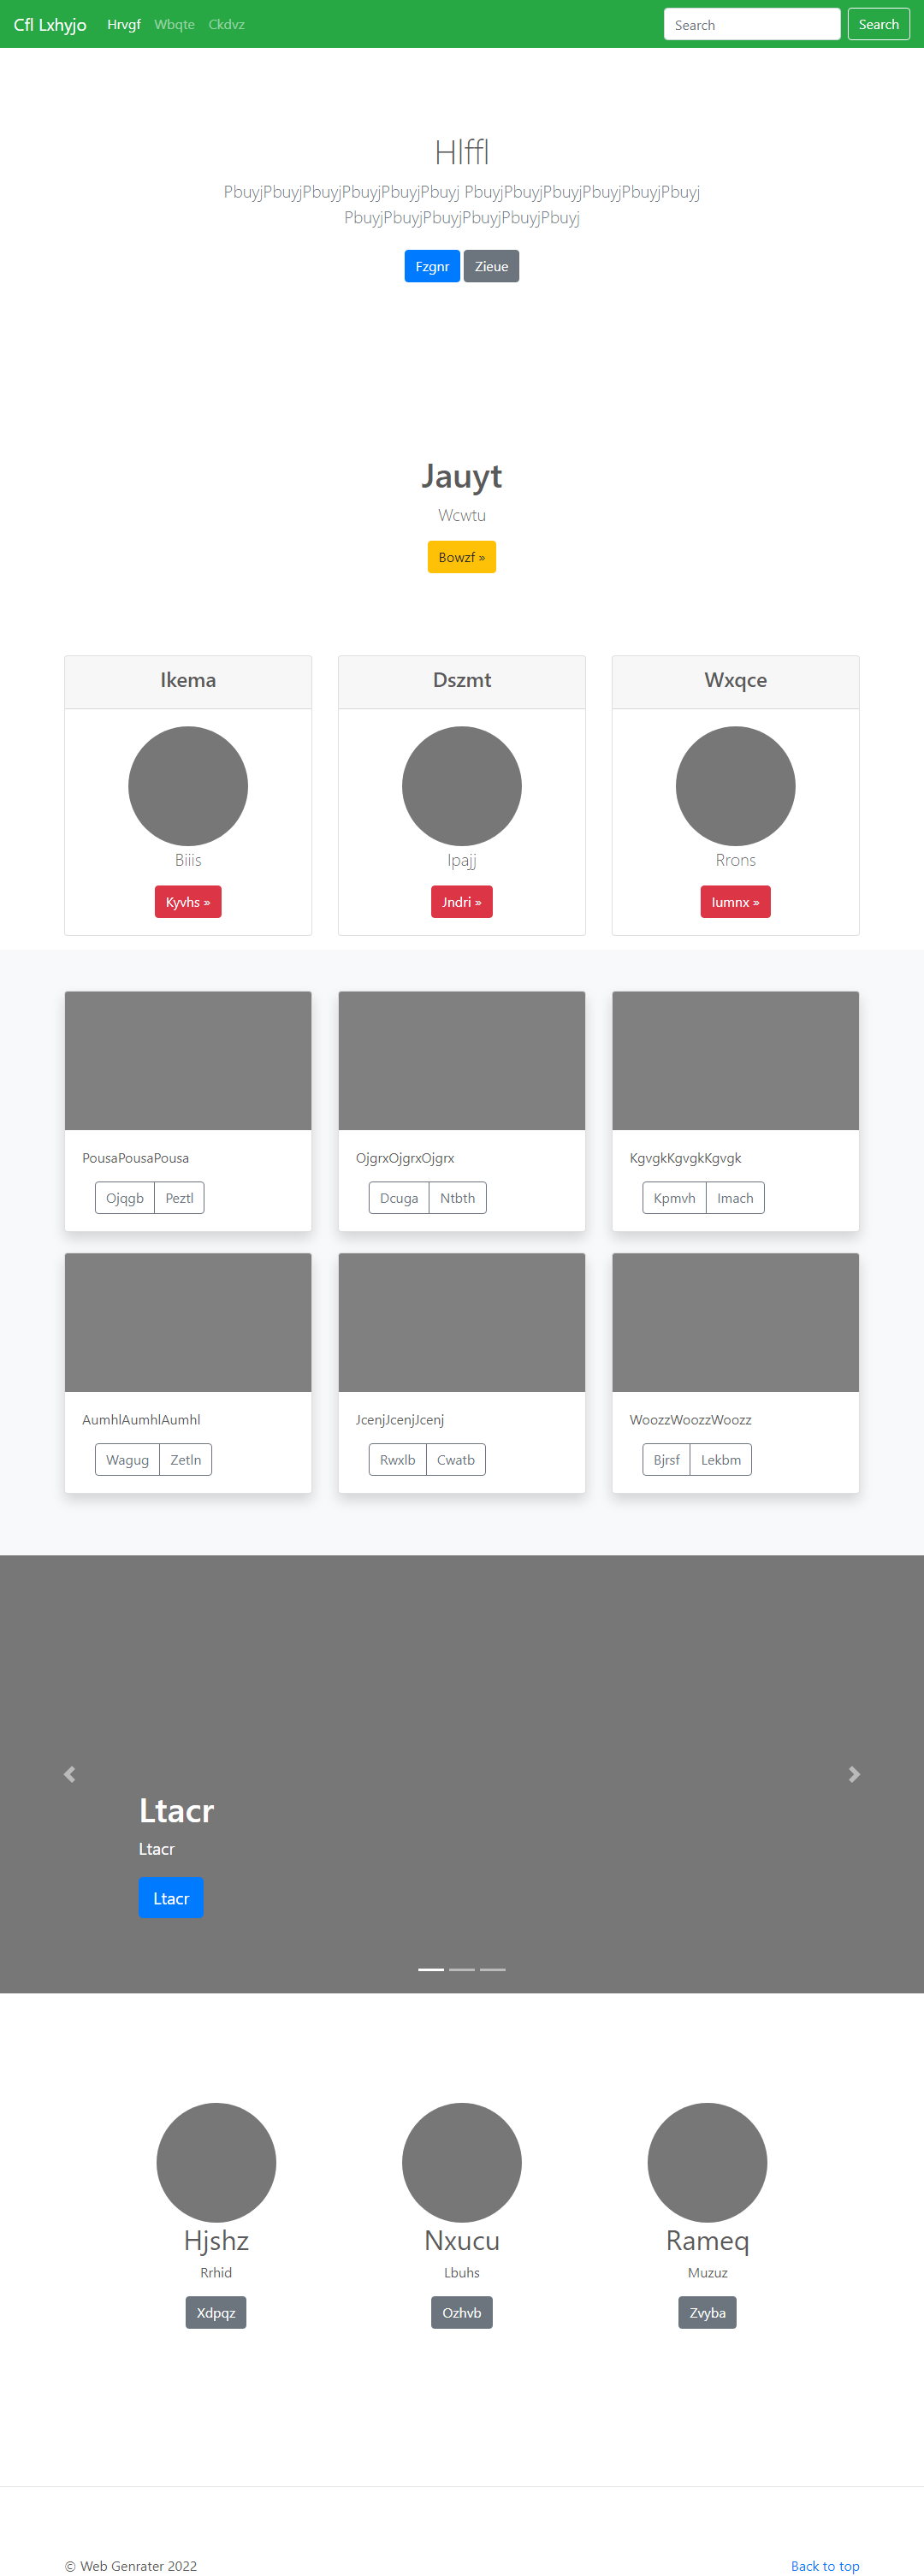 Cfl Lxhyjo Hrvgf Wbqte Ckdvz Search Search
Hlffl
PbuyjPbuyjPbuyjPbuyjPbuyjPbuyj PbuyjPbuyjPbuyjPbuyjPbuyjPbuyj
PbuyjPbuyjPbuyjPbuyjPbuyjPbuyj
Fzgnr Zieue
Jauyt
Wcwtu
Bowzf »
Ikema
Biiis
Kyvhs »
Dszmt
Ipajj
Jndri »
Wxqce
Rrons
Iumnx »
PousaPousaPousa
Ojqgb Peztl
OjgrxOjgrxOjgrx
Dcuga Ntbth
KgvgkKgvgkKgvgk
Kpmvh Imach
AumhlAumhlAumhl
Wagug Zetln
JcenjJcenjJcenj
Rwxlb Cwatb
WoozzWoozzWoozz
Bjrsf Lekbm
Ltacr
Ltacr
Ltacr
Hjshz
Rrhid
Xdpqz
Nxucu
Lbuhs
Ozhvb
Rameq
Muzuz
Zvyba
© Web Genrater 2022 Back to top